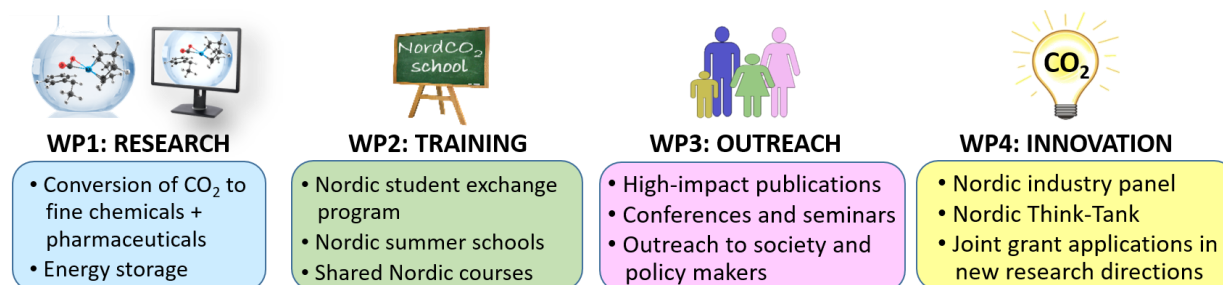 NordCO₂
school
CO₂
WP1: RESEARCH
• Conversion of CO₂ to
fine chemicals +
pharmaceuticals
• Energy storage
WP2: TRAINING
• Nordic student exchange
program
• Nordic summer schools
• Shared Nordic courses
WP3: OUTREACH
• High-impact publications
• Conferences and seminars
• Outreach to society and
policy makers
WP4: INNOVATION
• Nordic industry panel
• Nordic Think-Tank
• Joint grant applications in
new research directions